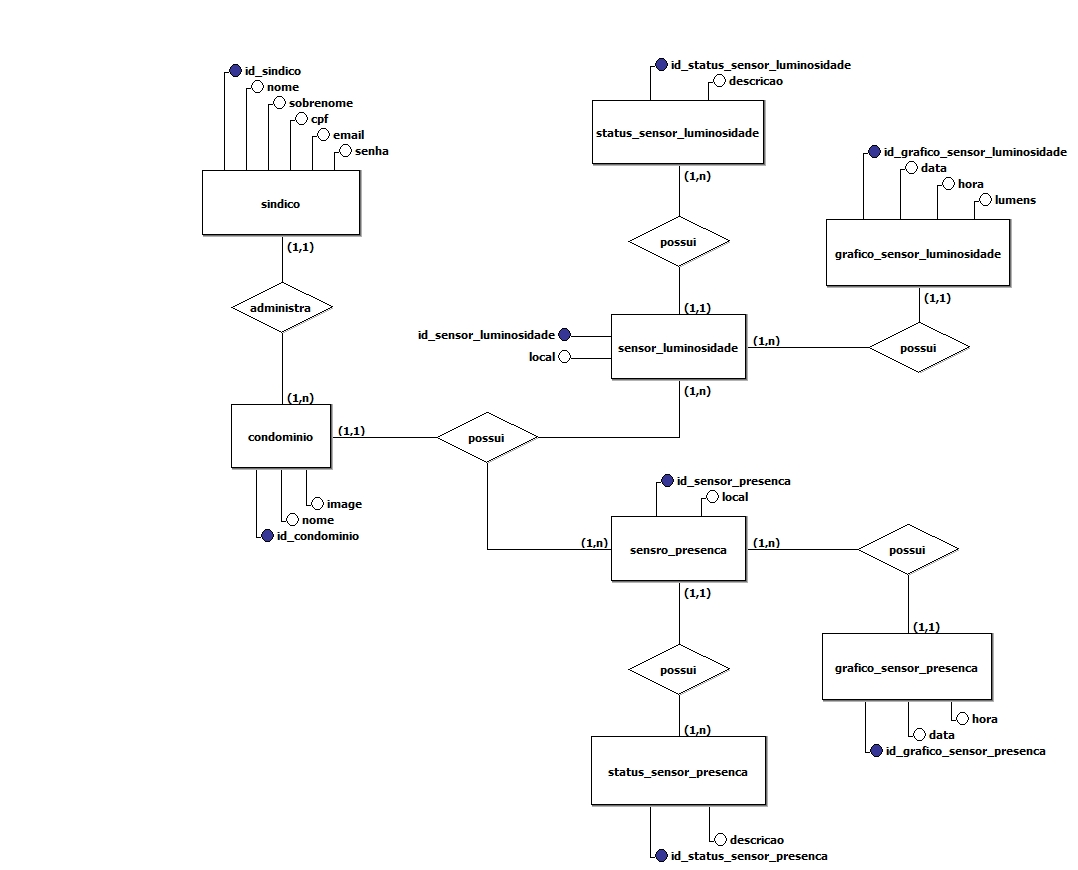 id_sindico
nome
sobrenome
cpf
email
senha
sindico
(1,1)
administra
(1,n)
condominio
(1,1)
image
nome
id_condominio
possui
id_status_sensor_luminosidade
descricao
status_sensor_luminosidade
(1,n)
possui
(1,1)
id_sensor_luminosidade
local
sensor_luminosidade
(1,n)
(1,n)
id_grafico_sensor_luminosidade
data
hora
lumens
grafico_sensor_luminosidade
(1,1)
possui
id_sensor_presenca
local
(1,n)
sensro_presenca
(1,n)
(1,1)
possui
(1,1)
grafico_sensor_presenca
hora
data
id_grafico_sensor_presenca
possui
(1,n)
status_sensor_presenca
descricao
id_status_sensor_presenca